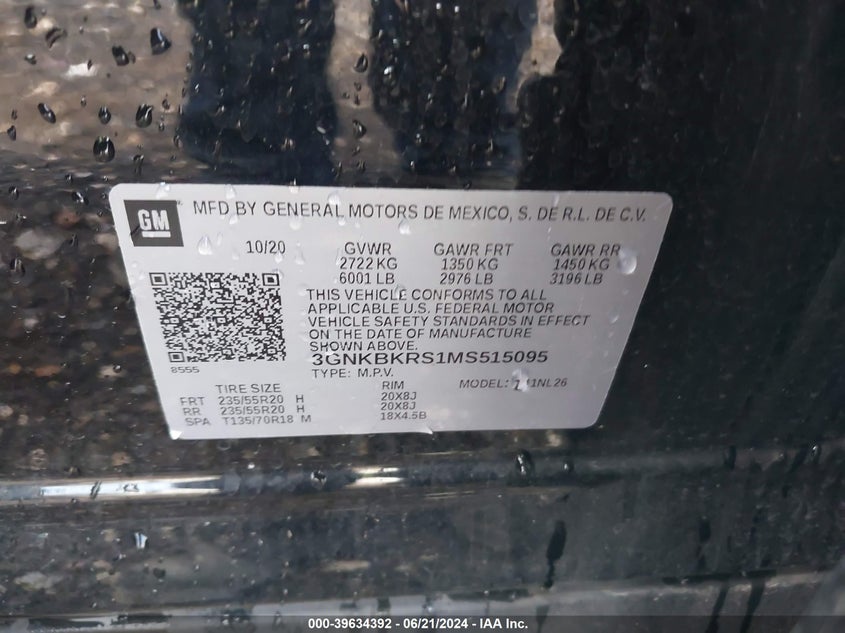 GM
MFD BY GENERAL MOTORS DE MEXICO, S. DE R.L. DE C.V.
10/20 GVWR GAWR FRT GAWR RR
2722 KG 1350 KG 1450 KG
6001 LB 2976 LB 3196 LB
THIS VEHICLE CONFORMS TO ALL
APPLICABLE U.S. FEDERAL MOTOR
VEHICLE SAFETY STANDARDS IN EFFECT
ON THE DATE OF MANUFACTURE
SHOWN ABOVE.
8555
3GNKBKRS1MS515095
TYPE: M.P.V.
TIRE SIZE RIM MODEL:
FRT 235/55R20 H 20X8J
RR 235/55R20 H 20X8J
SPA T135/70R18 M 18X4.5B
000-39634392 - 06/21/2024 - IAA Inc.